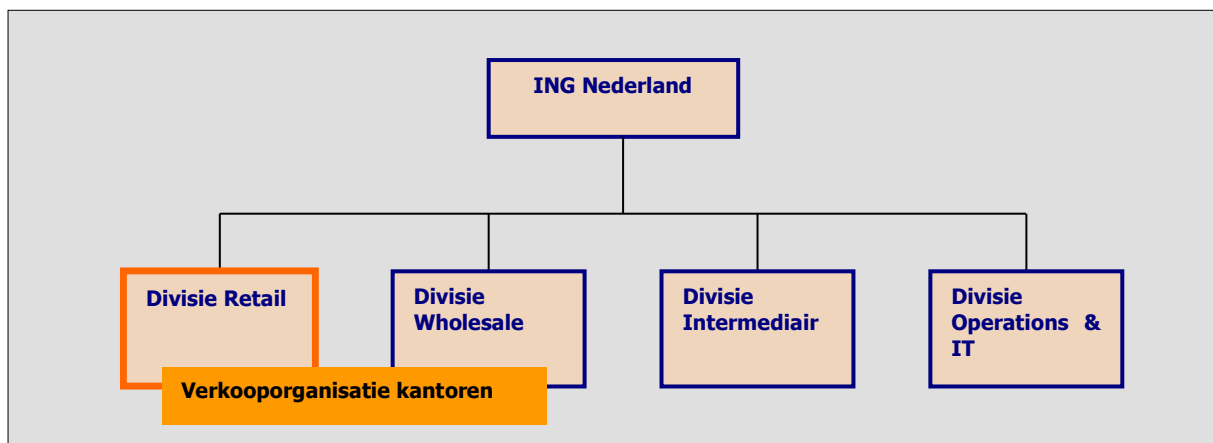 ING Nederland
Divisie Retail
Divisie
Wholesale
Divisie
Intermediair
Divisie
Operations &
IT
Verkooporganisatie kantoren